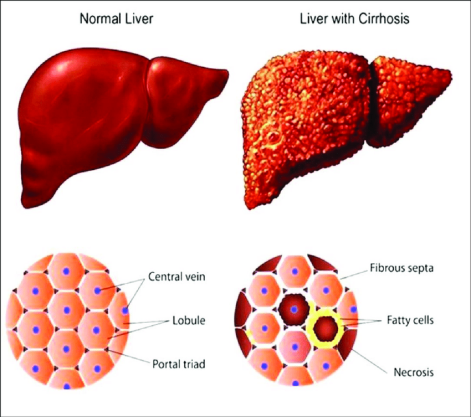 Normal Liver
Liver with Cirrhosis
Central vein
Lobule
Portal triad
Fibrous septa
Fatty cells
Necrosis